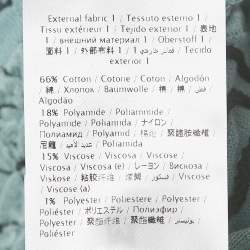 External fabric 1 / Tessuto esterno 1 /
Tissu extérieur 1 / Tejido exterior 1 / 表地
1 / внешний материал 1 / Oberstoff 1 /
面料 1 / 外部布料 1 / قماش خارجي 1 / Tecido
exterior 1
66% Cotton / Cotone / Coton / Algodón
/ 綿 / Хлопок / Baumwolle / 棉 / 棉 / قطن /
Algodão
18% Polyamide / Poliammide /
Polyamide / Poliamida / ナイロン /
Полиамид / Polyamid / 锦纶 / 聚醯胺纖維 /
尼龍 / Poliamida
15% Viscose / Viscosa / Viscose /
Viscosa / Viscosa (e) / レーヨン / Вискоза /
Viskose / 粘胶纤维 / 嫘縈 / فسكوز /
Viscose / Viscose (a)
1% Polyester / Poliestere / Polyester /
Poliéster / ポリエステル / Полиэфир /
Polyester / 聚酯纤维 / 聚酯纖維 / بوليستر /
Poliéster